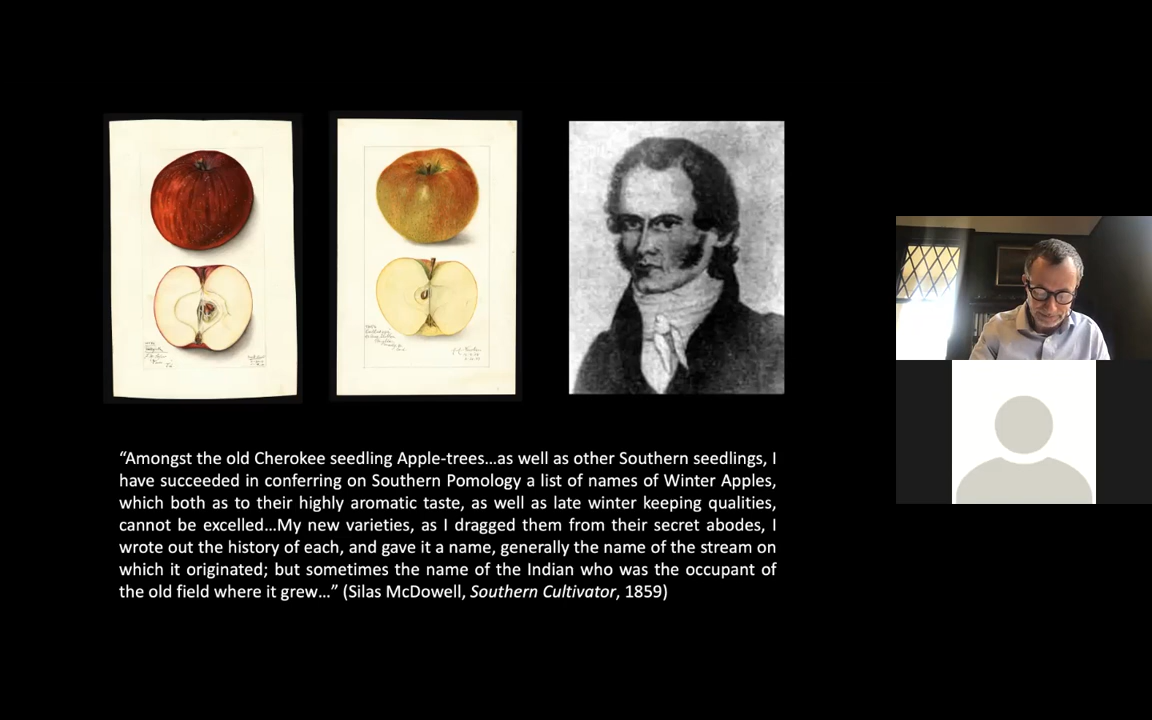 “Amongst the old Cherokee seedling Apple-trees…as well as other Southern seedlings, I
have succeeded in conferring on Southern Pomology a list of names of Winter Apples,
which both as to their highly aromatic taste, as well as late winter keeping qualities,
cannot be excelled…My new varieties, as I dragged them from their secret abodes, I
wrote out the history of each, and gave it a name, generally the name of the stream on
which it originated; but sometimes the name of the Indian who was the occupant of
the old field where it grew…” (Silas McDowell, Southern Cultivator, 1859)